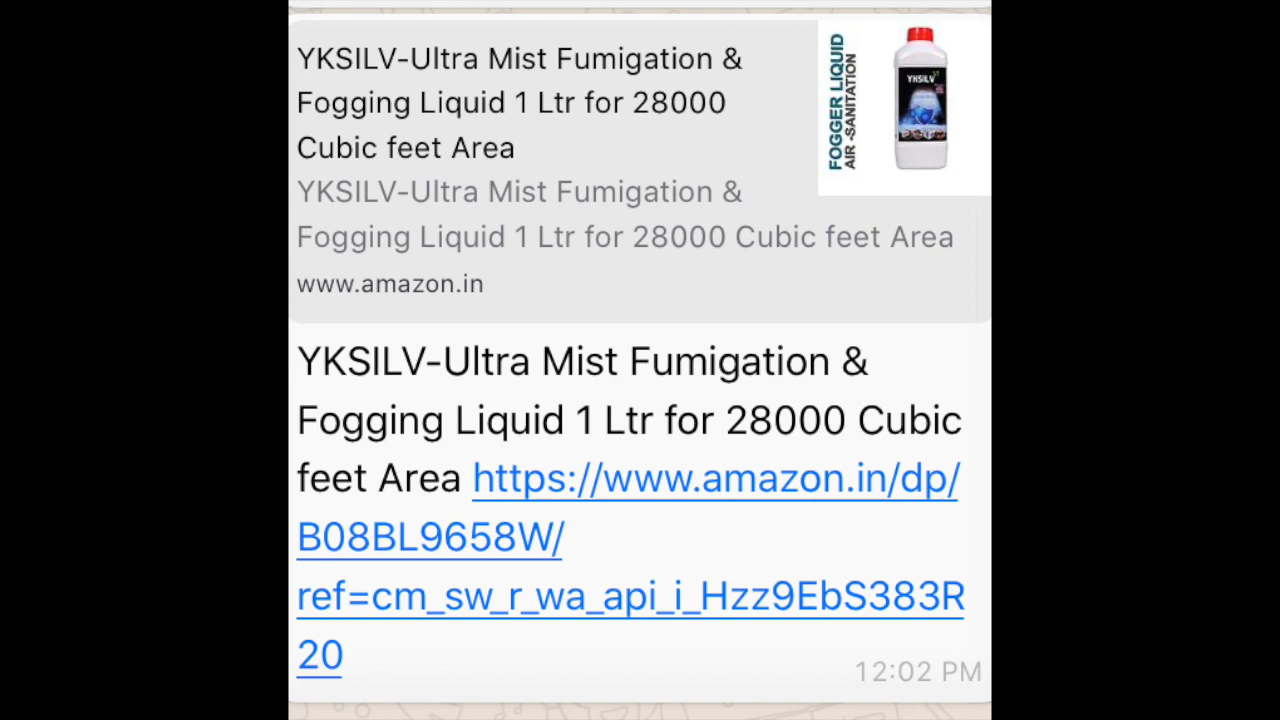 YKSILV-Ultra Mist Fumigation &
Fogging Liquid 1 Ltr for 28000
Cubic feet Area
YKSILV-Ultra Mist Fumigation &
Fogging Liquid 1 Ltr for 28000 Cubic feet Area
www.amazon.in
FOGGER LIQUID
AIR -SANITATION
YKSILV
YKSILV-Ultra Mist Fumigation &
Fogging Liquid 1 Ltr for 28000 Cubic
feet Area https://www.amazon.in/dp/
B08BL9658W/
ref=cm_sw_r_wa_api_i_Hzz9EbS383R
20
12:02 PM